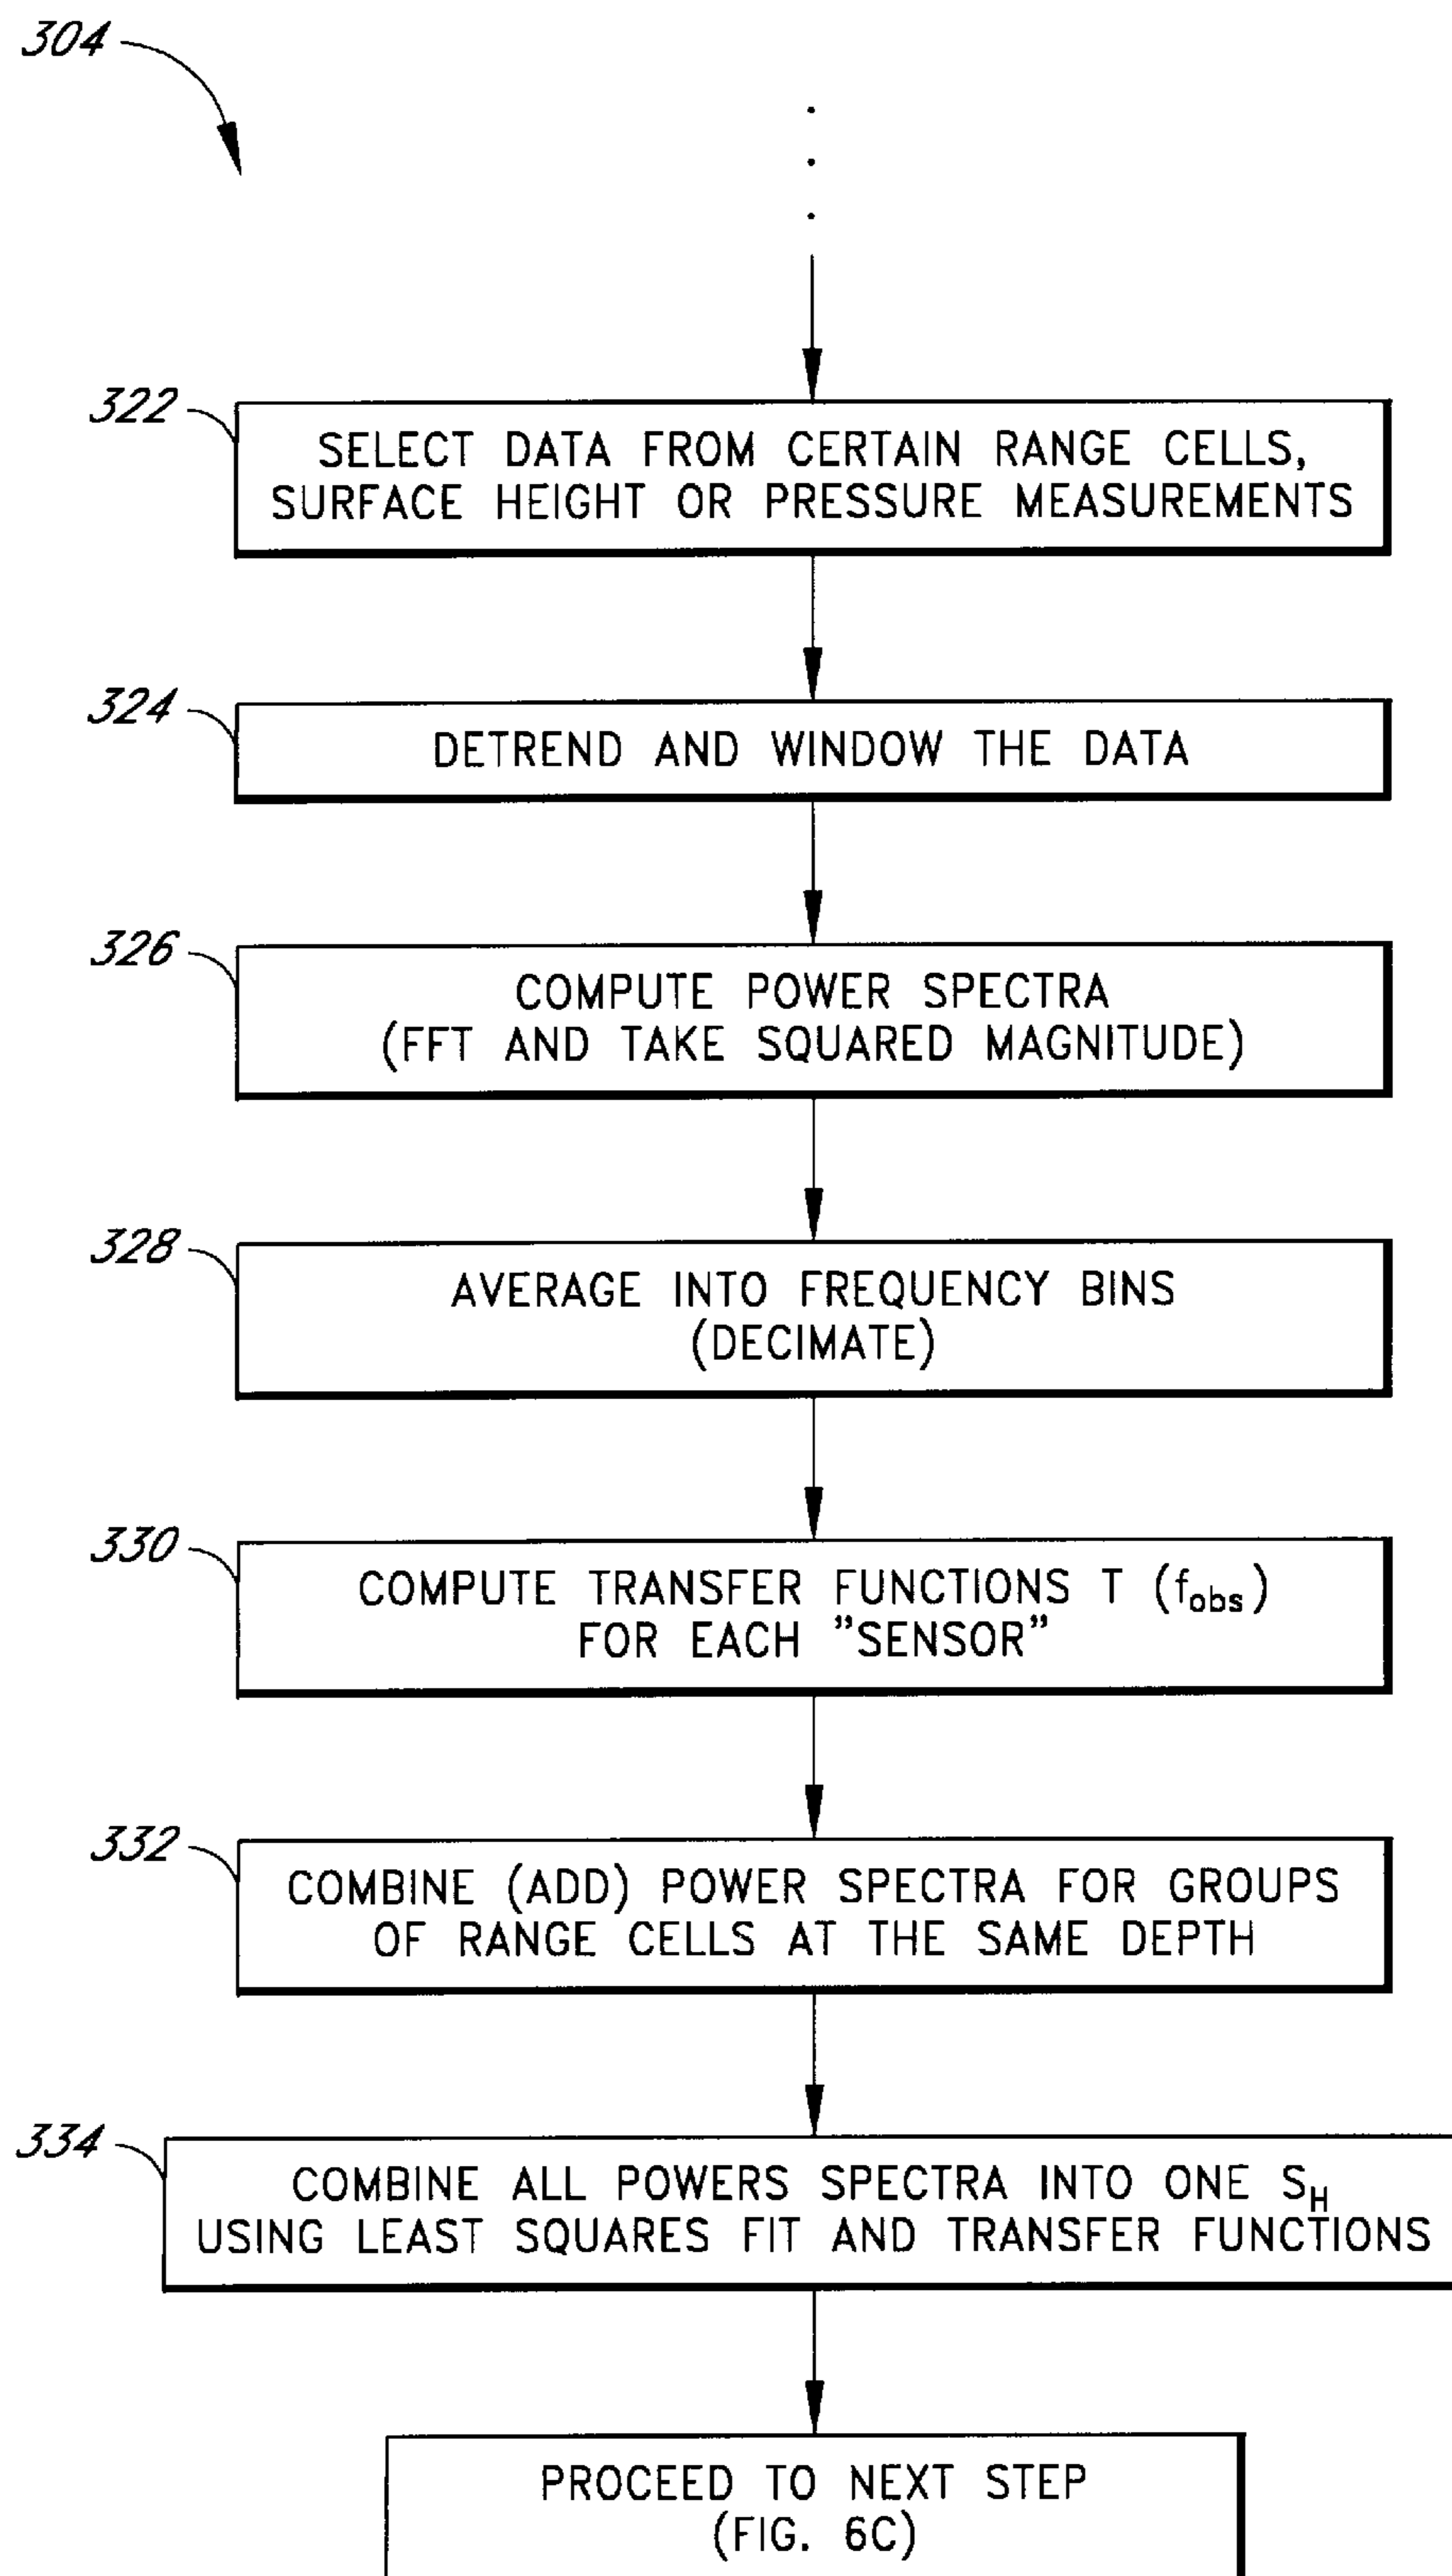 304
322
SELECT DATA FROM CERTAIN RANGE CELLS,
SURFACE HEIGHT OR PRESSURE MEASUREMENTS
324
DETREND AND WINDOW THE DATA
326
COMPUTE POWER SPECTRA
(FFT AND TAKE SQUARED MAGNITUDE)
328
AVERAGE INTO FREQUENCY BINS
(DECIMATE)
330
COMPUTE TRANSFER FUNCTIONS T (fobs)
FOR EACH "SENSOR"
332
COMBINE (ADD) POWER SPECTRA FOR GROUPS
OF RANGE CELLS AT THE SAME DEPTH
334
COMBINE ALL POWERS SPECTRA INTO ONE SH
USING LEAST SQUARES FIT AND TRANSFER FUNCTIONS
PROCEED TO NEXT STEP
(FIG. 6C)